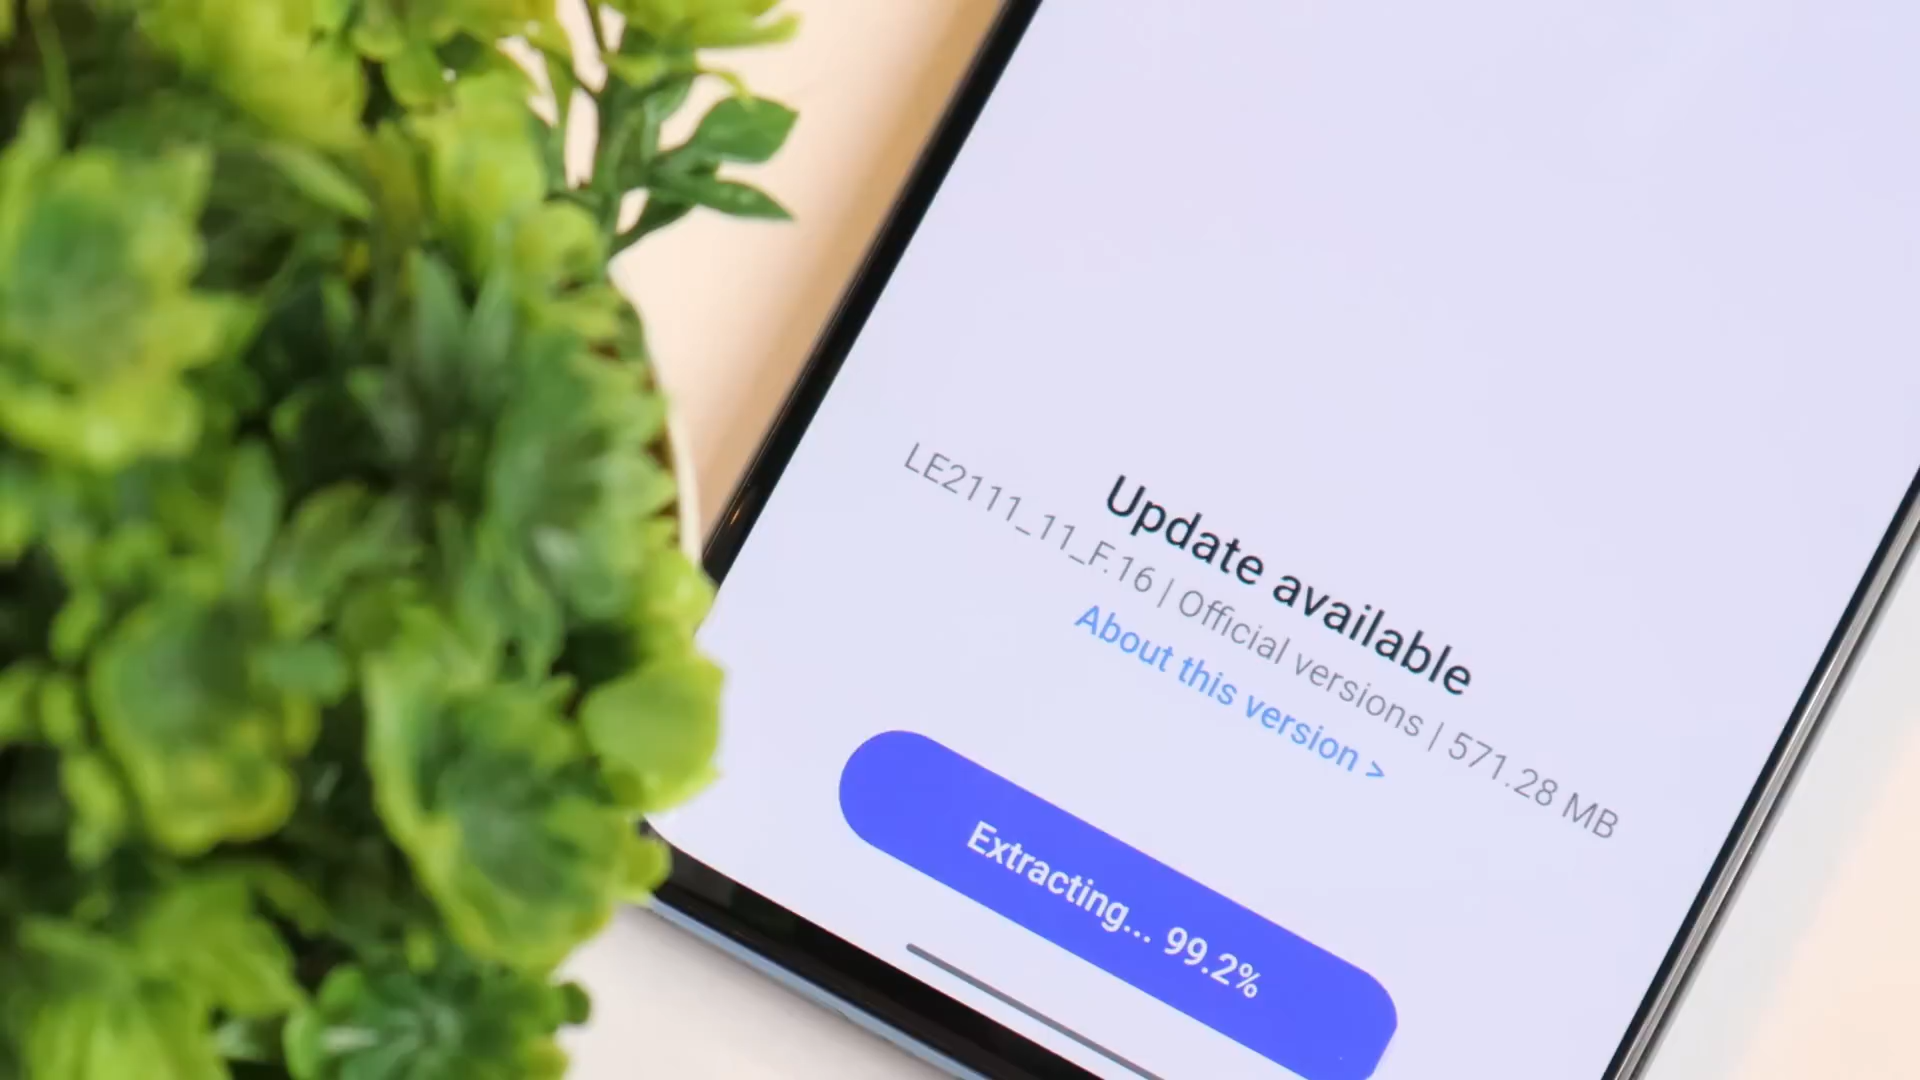 Update available
LE2111_11_F.16 | Official versions | 571.28 MB
About this version >
Extracting... 99.2%